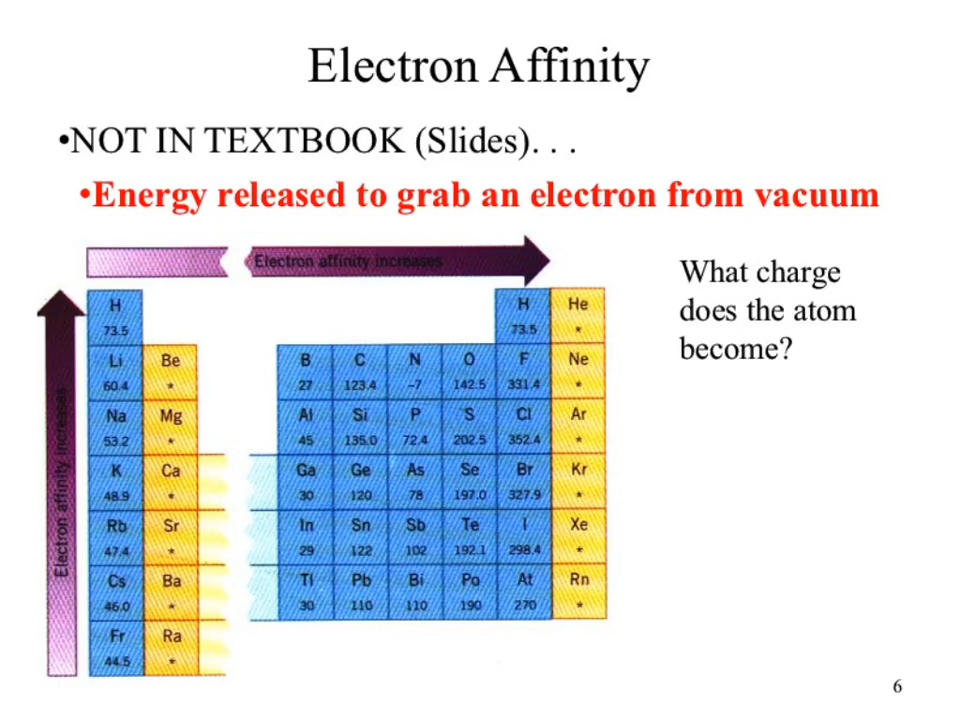 Electron Affinity
•NOT IN TEXTBOOK (Slides). . .
•Energy released to grab an electron from vacuum
Electron affinity increases
What charge
does the atom
become?
Electron affinity increases
H H He
73.5 73.5 *
Li Be B C N O F Ne
60.4 * 27 123.4 -7 142.5 331.4 *
Na Mg Al Si P S Cl Ar
53.2 * 45 135.0 72.4 202.5 352.4 *
K Ca Ga Ge As Se Br Kr
48.9 * 30 120 78 197.0 327.9 *
Rb Sr In Sn Sb Te I Xe
47.4 * 29 122 102 192.1 298.4 *
Cs Ba Tl Pb Bi Po At Rn
46.0 * 30 110 110 190 270 *
Fr Ra
44.5 *
6